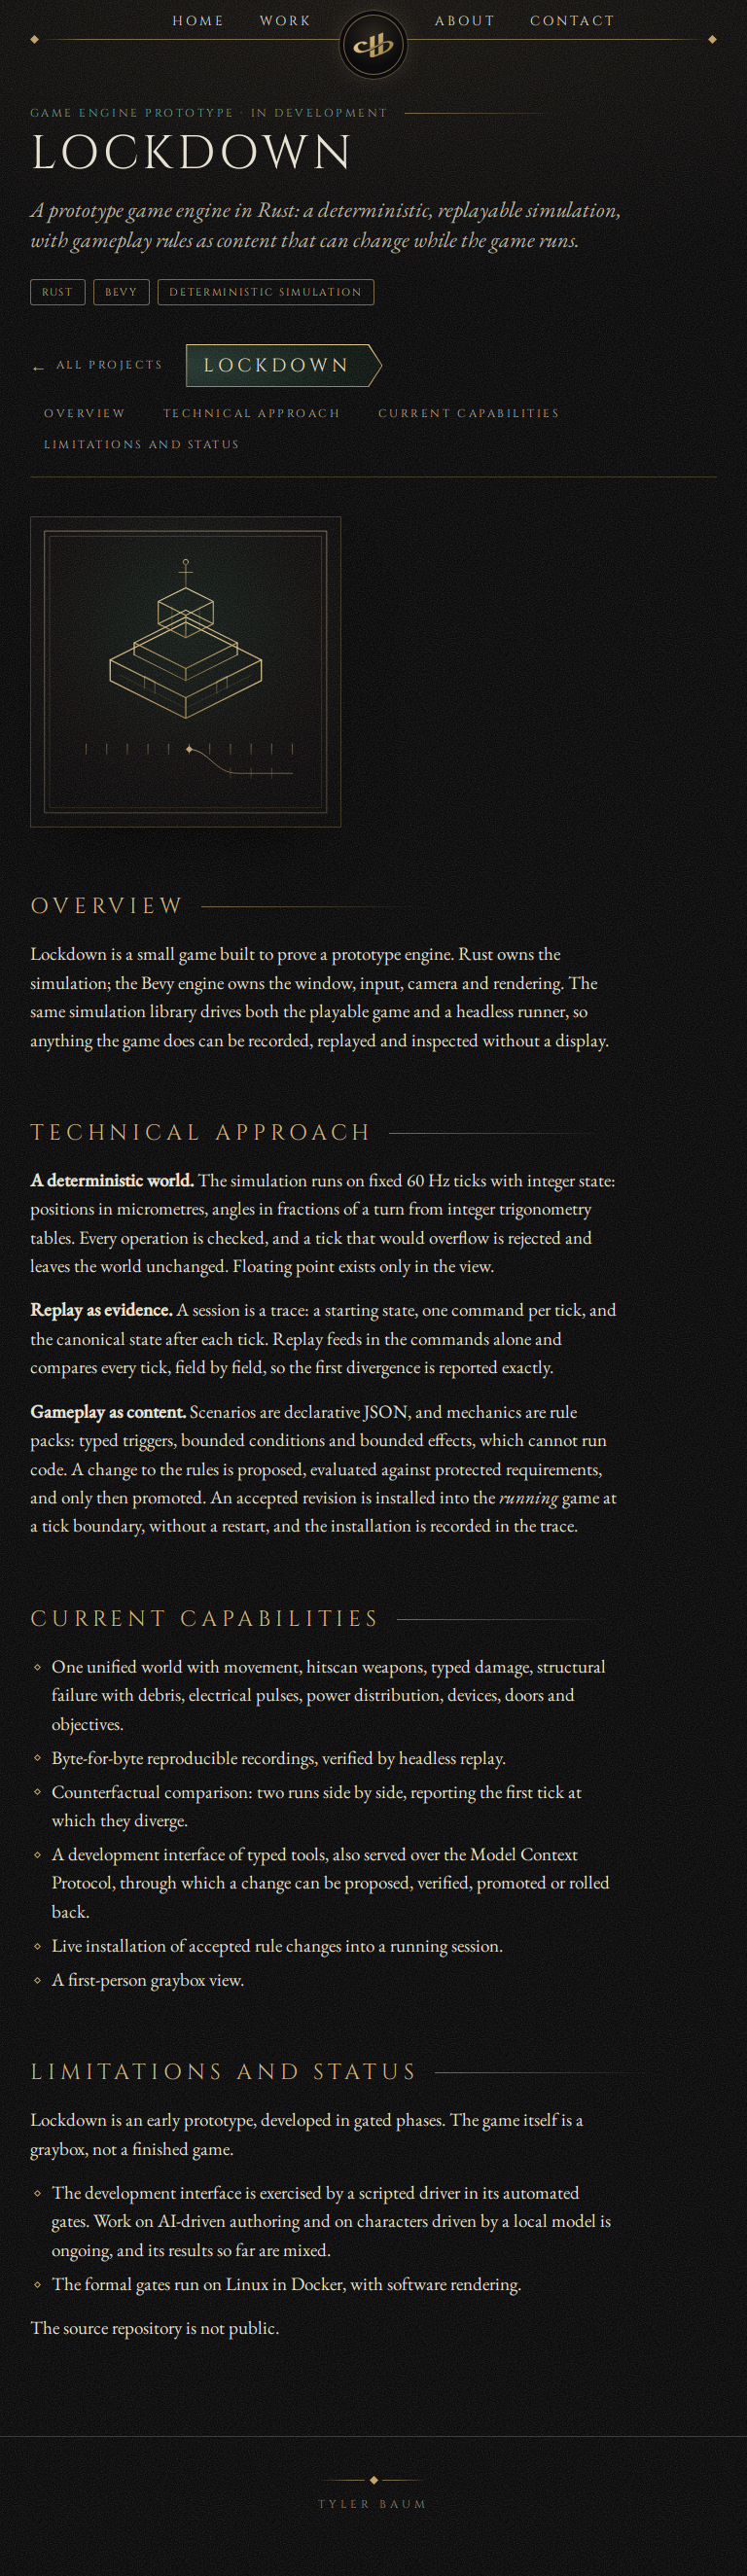 HOME WORK ABOUT CONTACT
GAME ENGINE PROTOTYPE · IN DEVELOPMENT
LOCKDOWN
A prototype game engine in Rust: a deterministic, replayable simulation,
with gameplay rules as content that can change while the game runs.
RUST BEVY DETERMINISTIC SIMULATION
← ALL PROJECTS LOCKDOWN
OVERVIEW TECHNICAL APPROACH CURRENT CAPABILITIES
LIMITATIONS AND STATUS
OVERVIEW
Lockdown is a small game built to prove a prototype engine. Rust owns the
simulation; the Bevy engine owns the window, input, camera and rendering. The
same simulation library drives both the playable game and a headless runner, so
anything the game does can be recorded, replayed and inspected without a display.
TECHNICAL APPROACH
A deterministic world. The simulation runs on fixed 60 Hz ticks with integer state:
positions in micrometres, angles in fractions of a turn from integer trigonometry
tables. Every operation is checked, and a tick that would overflow is rejected and
leaves the world unchanged. Floating point exists only in the view.
Replay as evidence. A session is a trace: a starting state, one command per tick, and
the canonical state after each tick. Replay feeds in the commands alone and
compares every tick, field by field, so the first divergence is reported exactly.
Gameplay as content. Scenarios are declarative JSON, and mechanics are rule
packs: typed triggers, bounded conditions and bounded effects, which cannot run
code. A change to the rules is proposed, evaluated against protected requirements,
and only then promoted. An accepted revision is installed into the running game at
a tick boundary, without a restart, and the installation is recorded in the trace.
CURRENT CAPABILITIES
One unified world with movement, hitscan weapons, typed damage, structural
failure with debris, electrical pulses, power distribution, devices, doors and
objectives.
Byte-for-byte reproducible recordings, verified by headless replay.
Counterfactual comparison: two runs side by side, reporting the first tick at
which they diverge.
A development interface of typed tools, also served over the Model Context
Protocol, through which a change can be proposed, verified, promoted or rolled
back.
Live installation of accepted rule changes into a running session.
A first-person graybox view.
LIMITATIONS AND STATUS
Lockdown is an early prototype, developed in gated phases. The game itself is a
graybox, not a finished game.
The development interface is exercised by a scripted driver in its automated
gates. Work on AI-driven authoring and on characters driven by a local model is
ongoing, and its results so far are mixed.
The formal gates run on Linux in Docker, with software rendering.
The source repository is not public.
TYLER BAUM